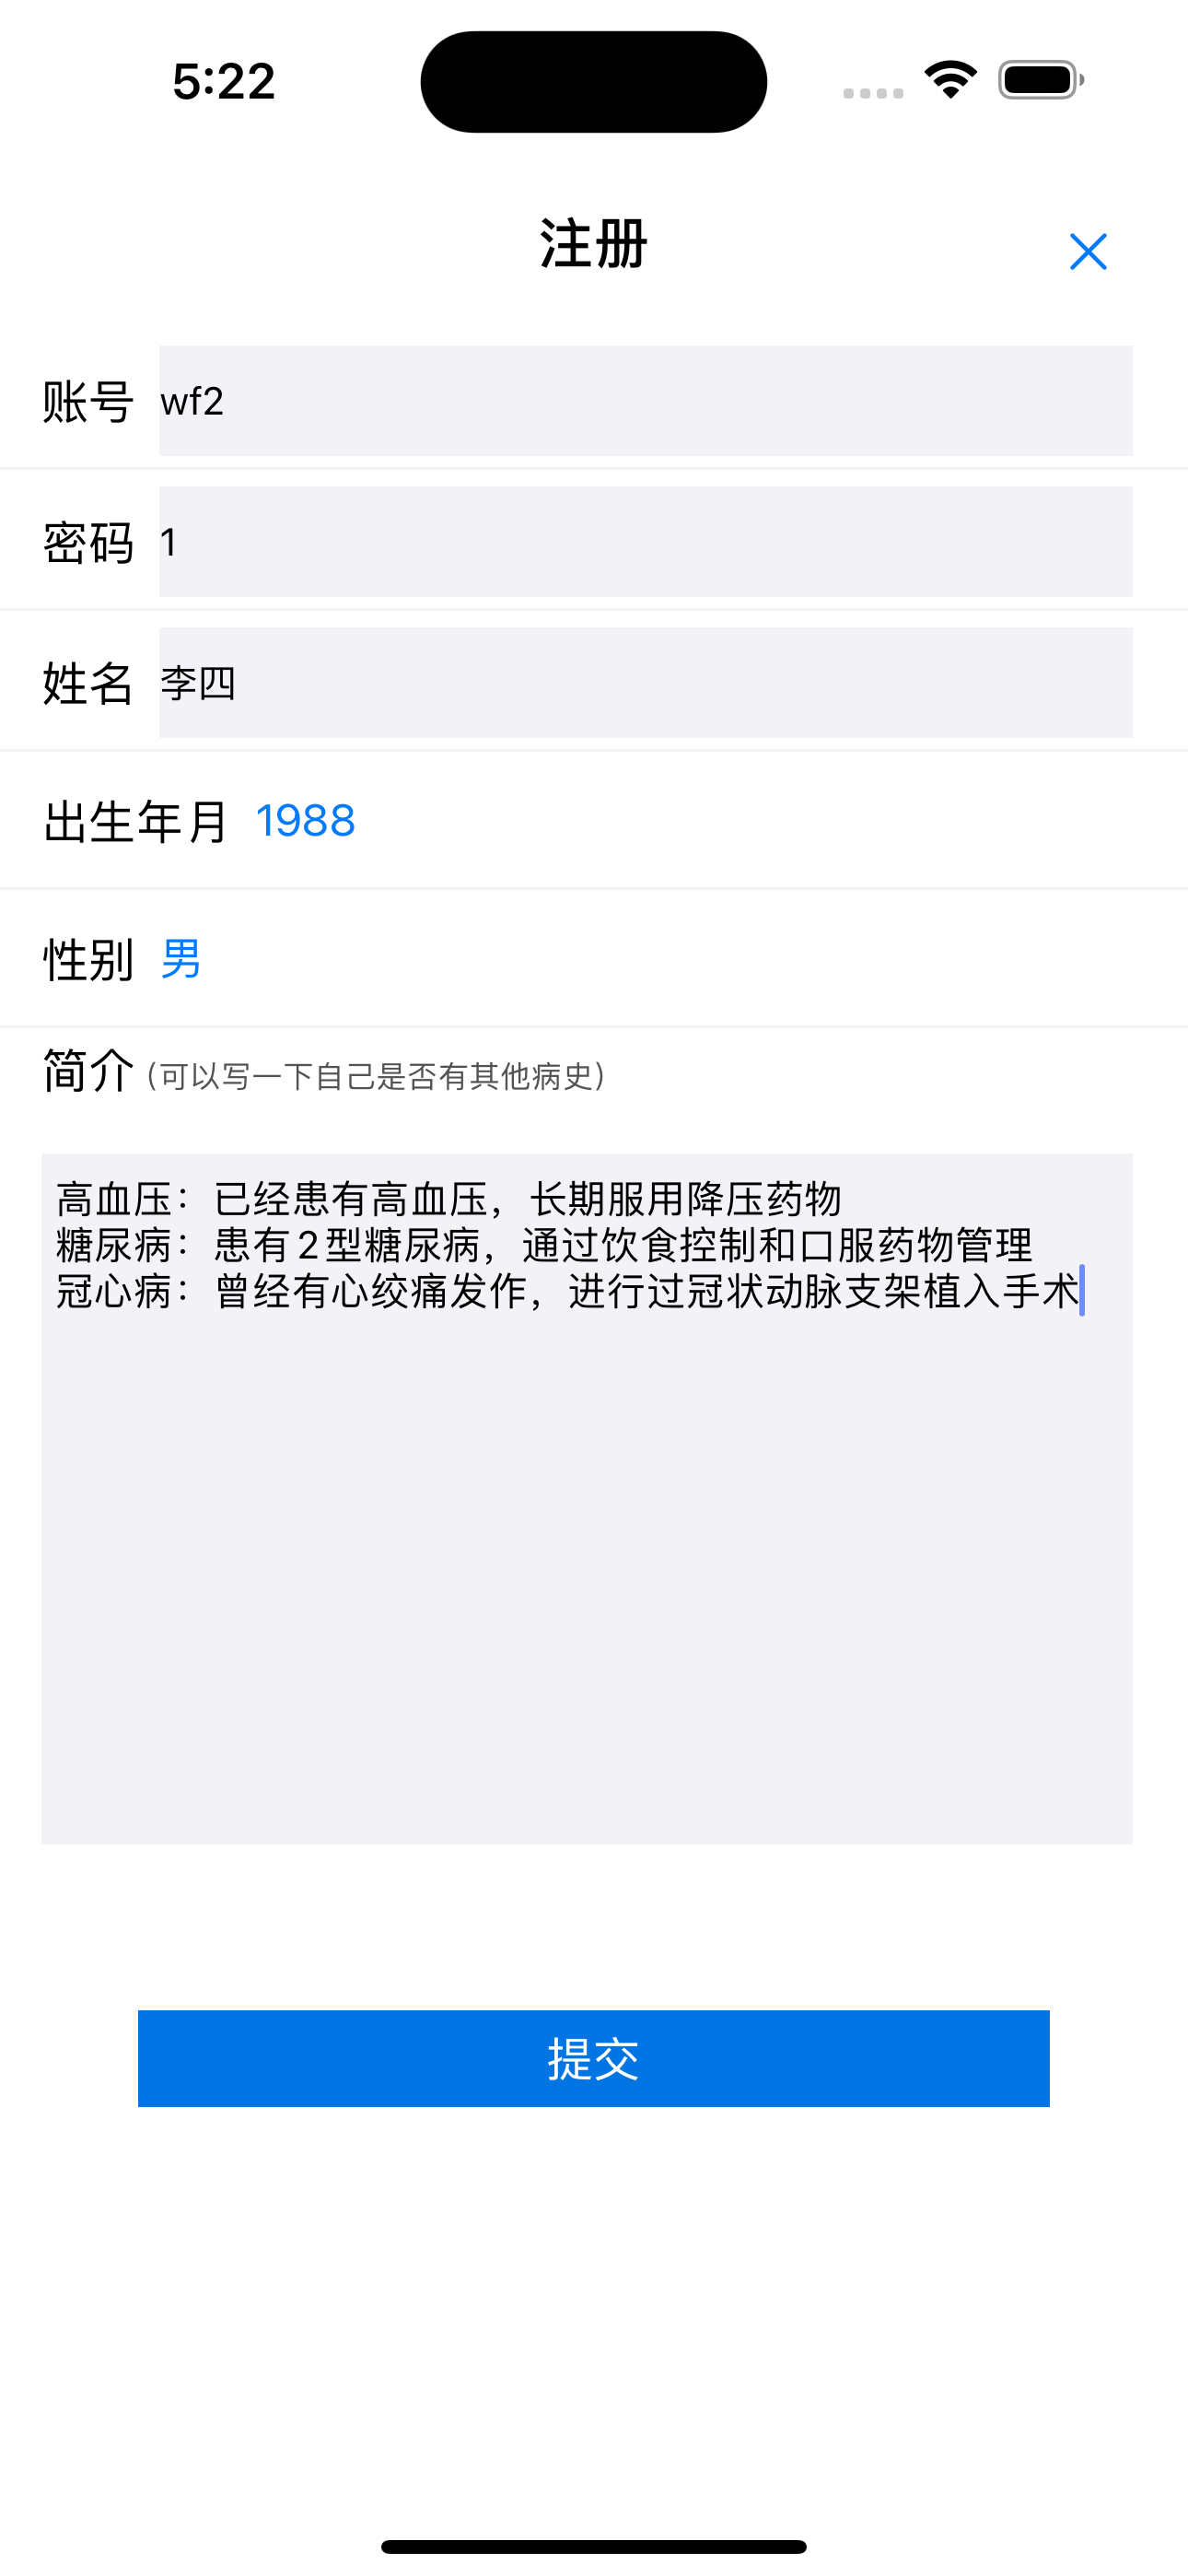 5:22
注册
账号 wf2
密码 1
姓名 李四
出生年月 1988
性别 男
简介 (可以写一下自己是否有其他病史)
高血压：已经患有高血压，长期服用降压药物
糖尿病：患有2型糖尿病，通过饮食控制和口服药物管理
冠心病：曾经有心绞痛发作，进行过冠状动脉支架植入手术
提交